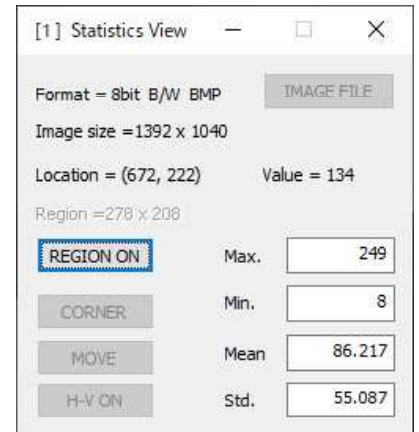 [1] Statistics View
Format = 8bit B/W BMP
IMAGE FILE
Image size =1392 x 1040
Location = (672, 222)
Value = 134
Region =278 x 208
REGION ON
Max.
249
CORNER
Min.
8
MOVE
Mean
86.217
H-V ON
Std.
55.087